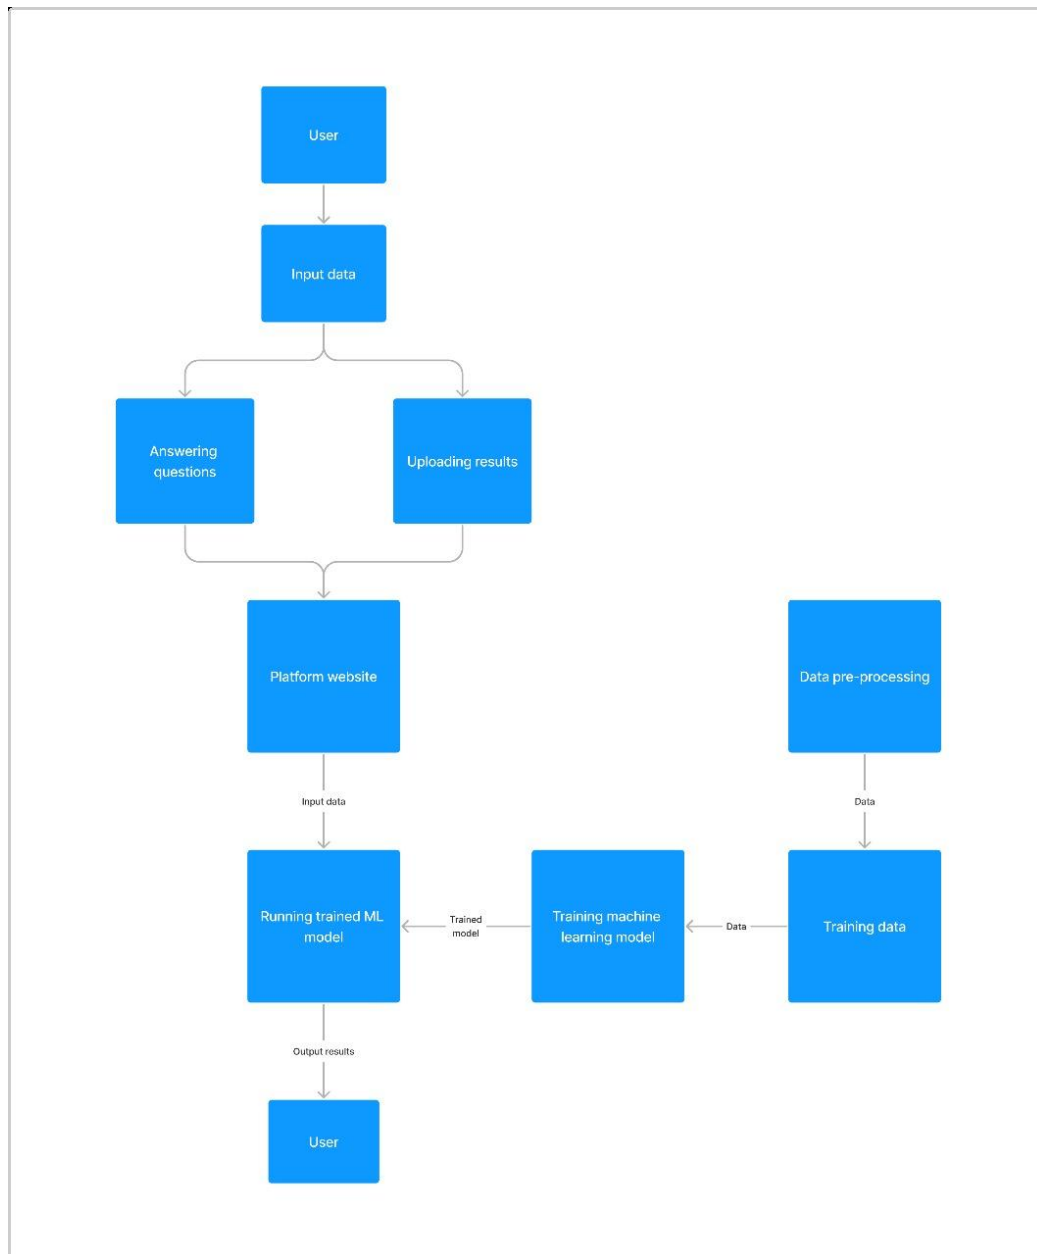 User
Input data
Answering
questions
Uploading results
Platform website
Data pre-processing
Input data
Data
Running trained ML
model
Trained
model
Training machine
learning model
Data
Training data
Output results
User